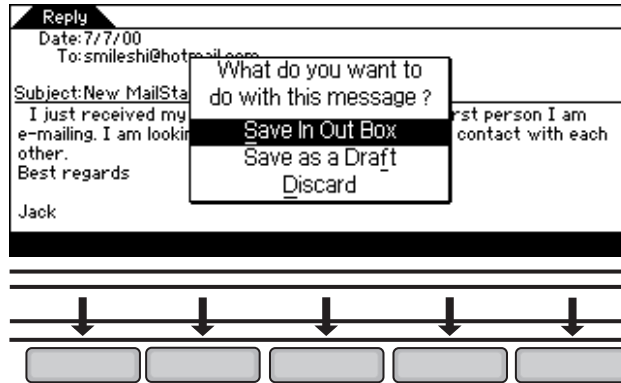 Reply
Date:7/7/00
To:smileshi@hotmail.com
Subject:New MailSta
I just received my rst person I am
e-mailing. I am lookin contact with each
other.
Best regards
Jack
What do you want to
do with this message ?
Save In Out Box
Save as a Draft
Discard